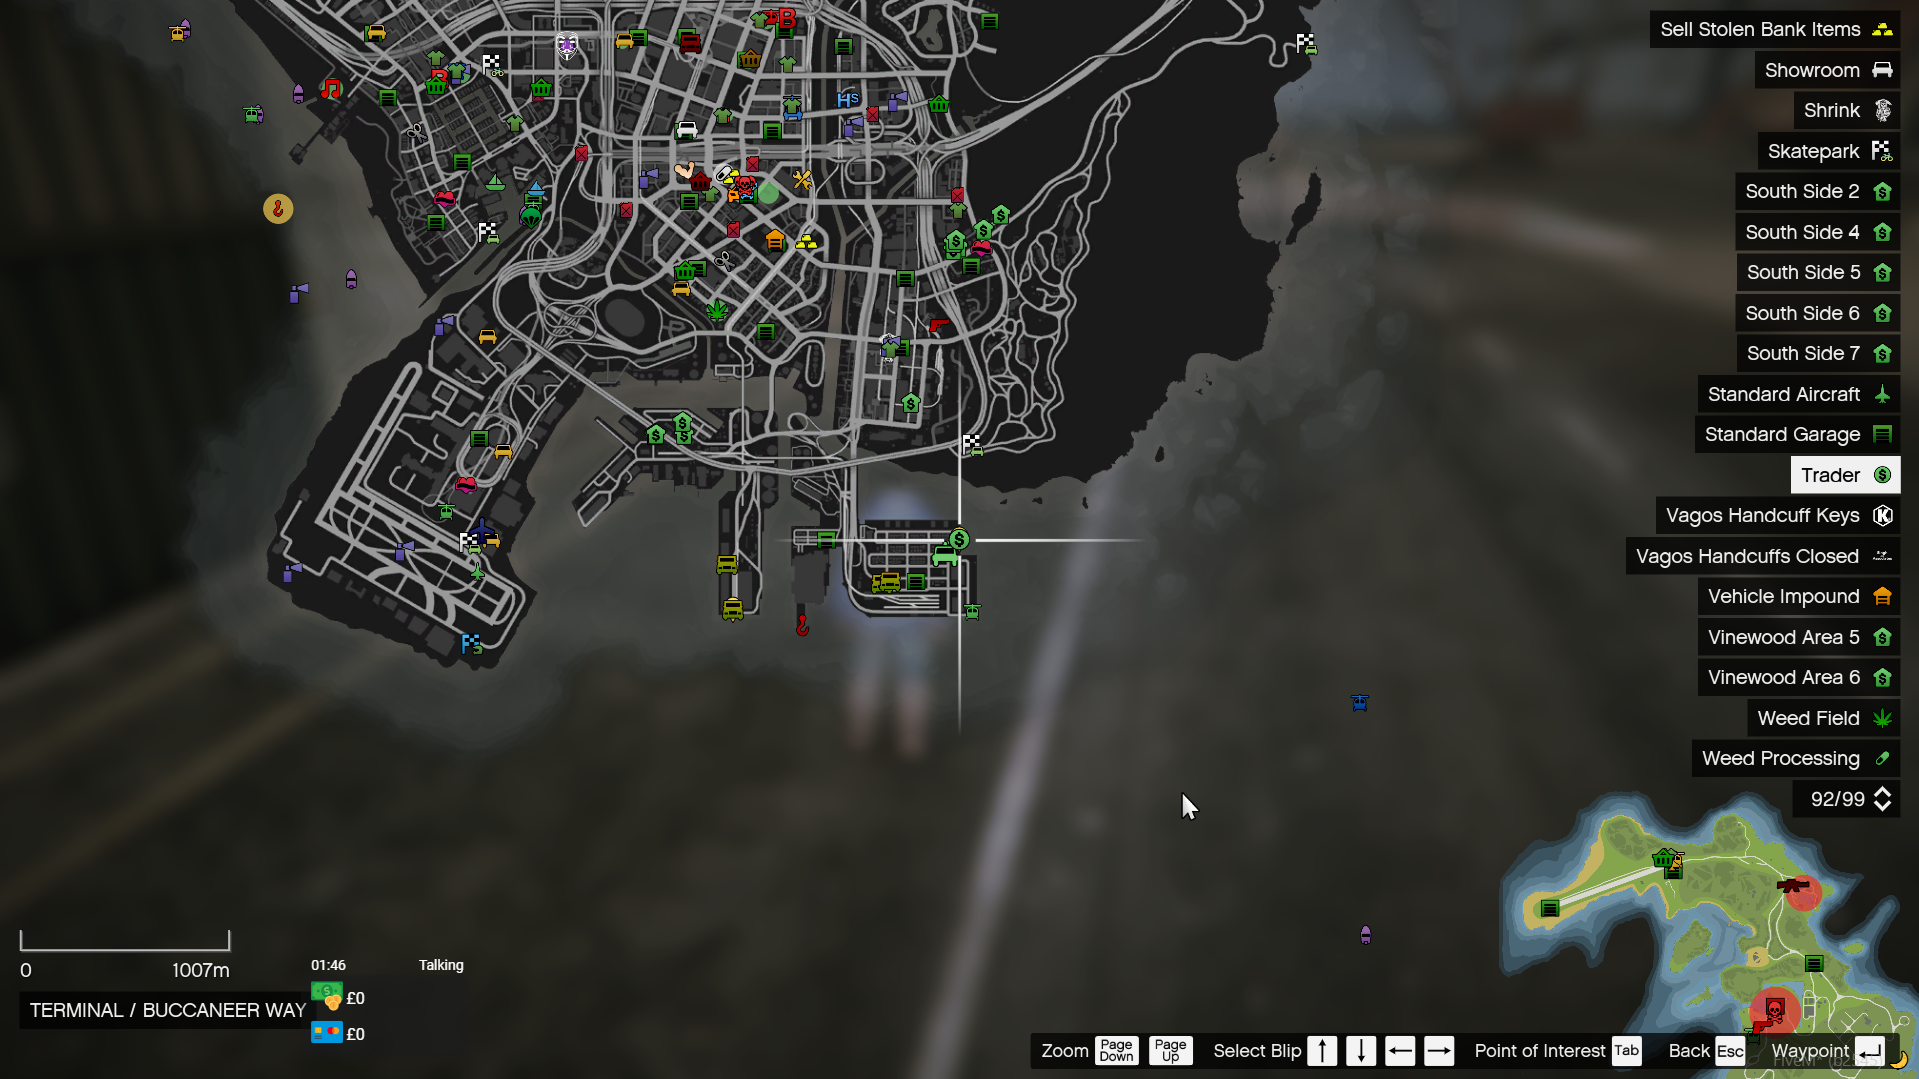 Sell Stolen Bank Items
Showroom
Shrink
Skatepark
South Side 2
South Side 4
South Side 5
South Side 6
South Side 7
Standard Aircraft
Standard Garage
Trader
Vagos Handcuff Keys
Vagos Handcuffs Closed
Vehicle Impound
Vinewood Area 5
Vinewood Area 6
Weed Field
Weed Processing
92/99
B
B
HS
0 1007m
TERMINAL / BUCCANEER WAY
01:46 Talking
£0
£0
Zoom Page Down Page Up Select Blip ↑ ↓ ← → Point of Interest Tab Back Esc Waypoint